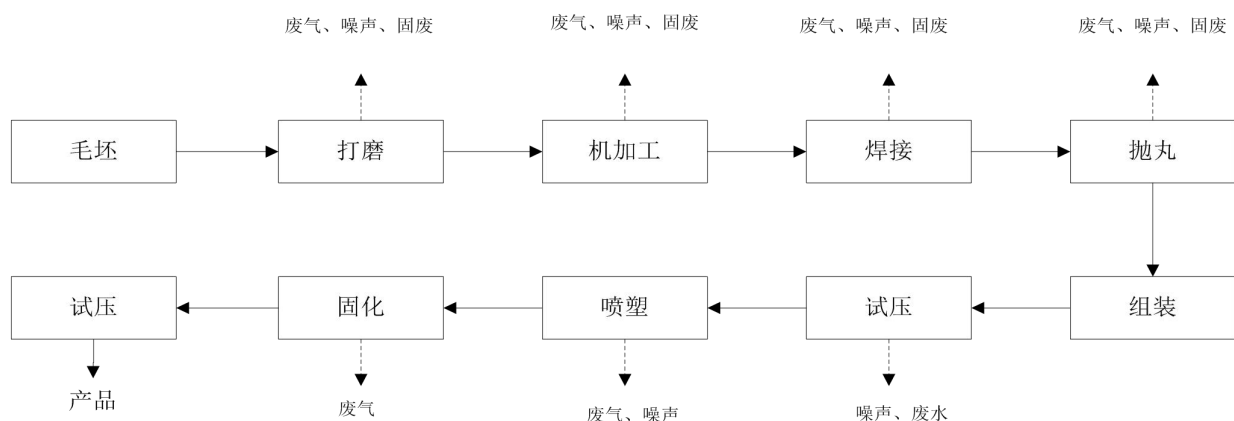 废气、噪声、固废
废气、噪声、固废
废气、噪声、固废
废气、噪声、固废
毛坯
打磨
机加工
焊接
抛丸
试压
固化
喷塑
试压
组装
产品
废气
废气、噪声
噪声、废水